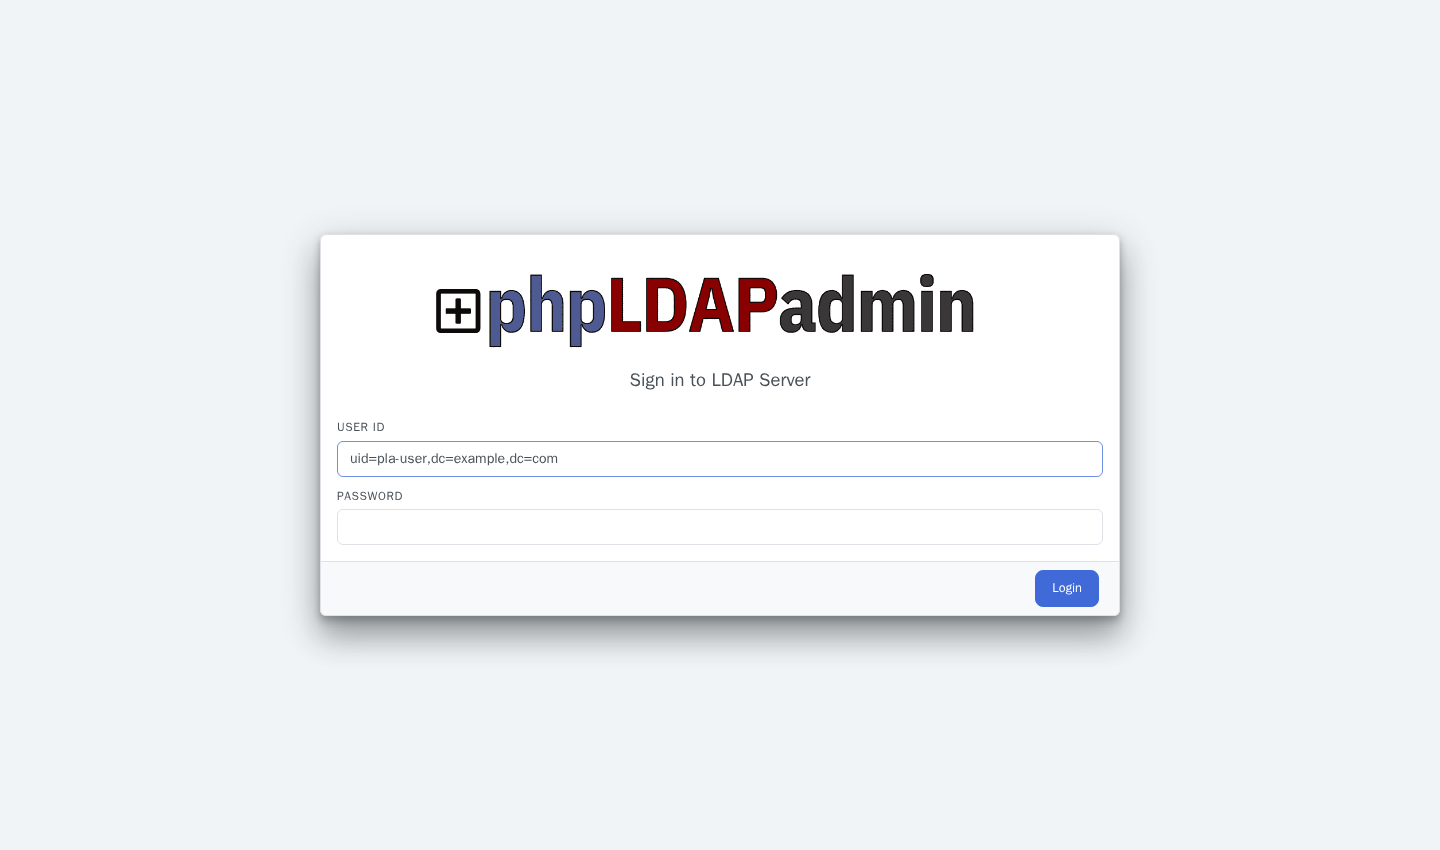 phpLDAPadmin
Sign in to LDAP Server
USER ID
uid=pla-user,dc=example,dc=com
PASSWORD
Login